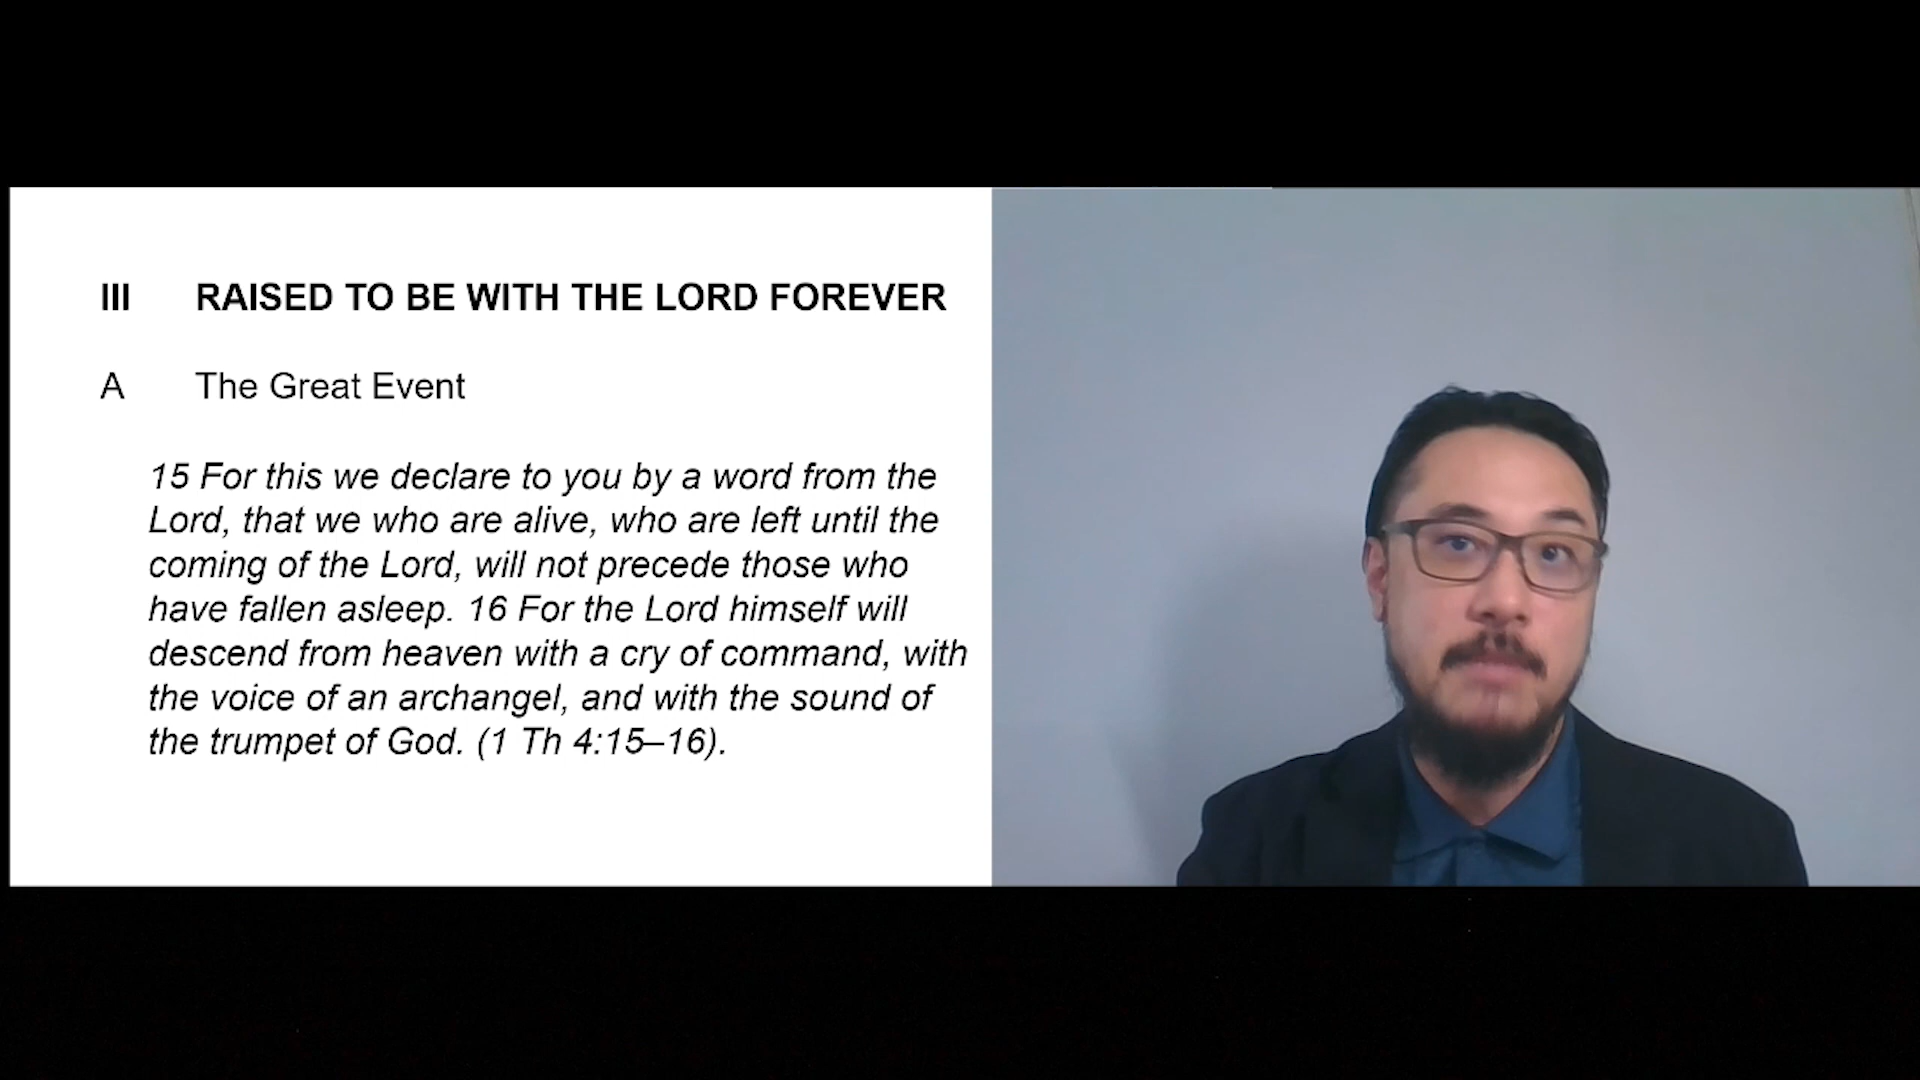 III RAISED TO BE WITH THE LORD FOREVER
A The Great Event
15 For this we declare to you by a word from the
Lord, that we who are alive, who are left until the
coming of the Lord, will not precede those who
have fallen asleep. 16 For the Lord himself will
descend from heaven with a cry of command, with
the voice of an archangel, and with the sound of
the trumpet of God. (1 Th 4:15–16).